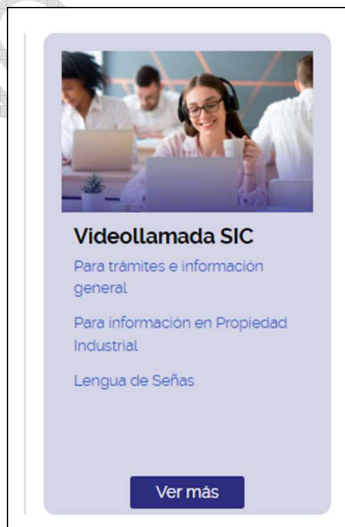 Videollamada SIC
Para trámites e información
general
Para información en Propiedad
Industrial
Lengua de Señas
Ver más